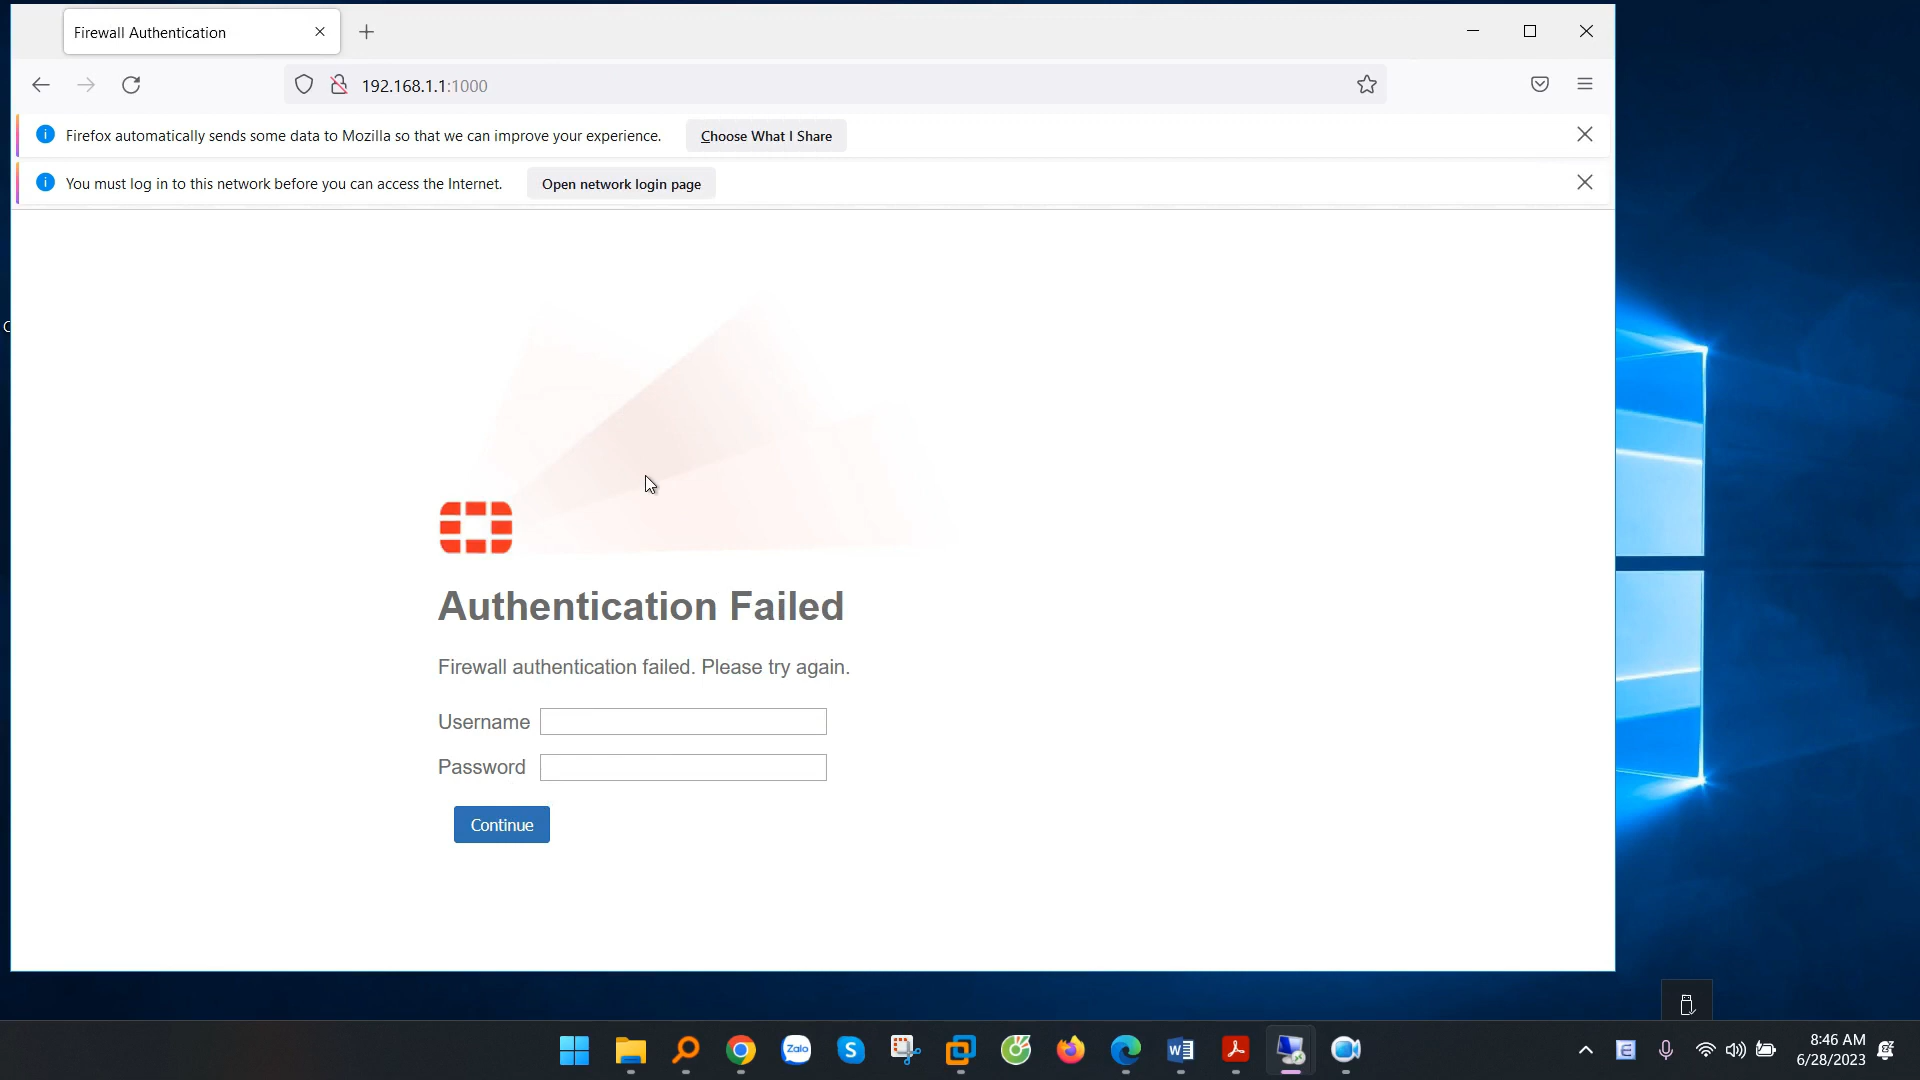 Firewall Authentication
192.168.1.1:1000
Firefox automatically sends some data to Mozilla so that we can improve your experience. Choose What I Share
You must log in to this network before you can access the Internet. Open network login page
C
Authentication Failed
Firewall authentication failed. Please try again.
Username
Password
Continue
Zalo
S
W
E
8:46 AM
6/28/2023